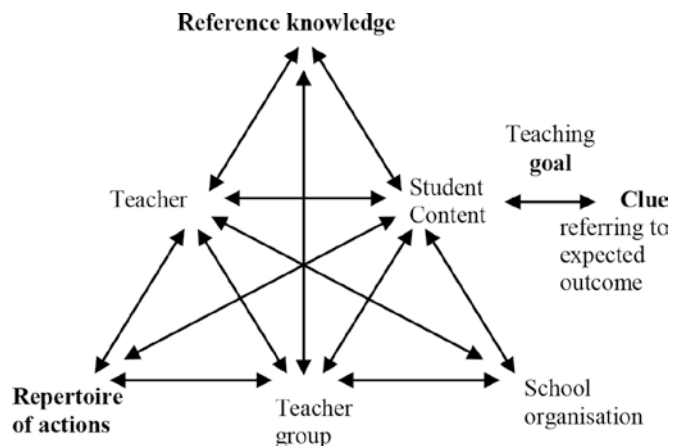 Reference knowledge
Teaching
goal
Teacher
Student
Content
Clue
referring to
expected
outcome
Repertoire
of actions
Teacher
group
School
organisation